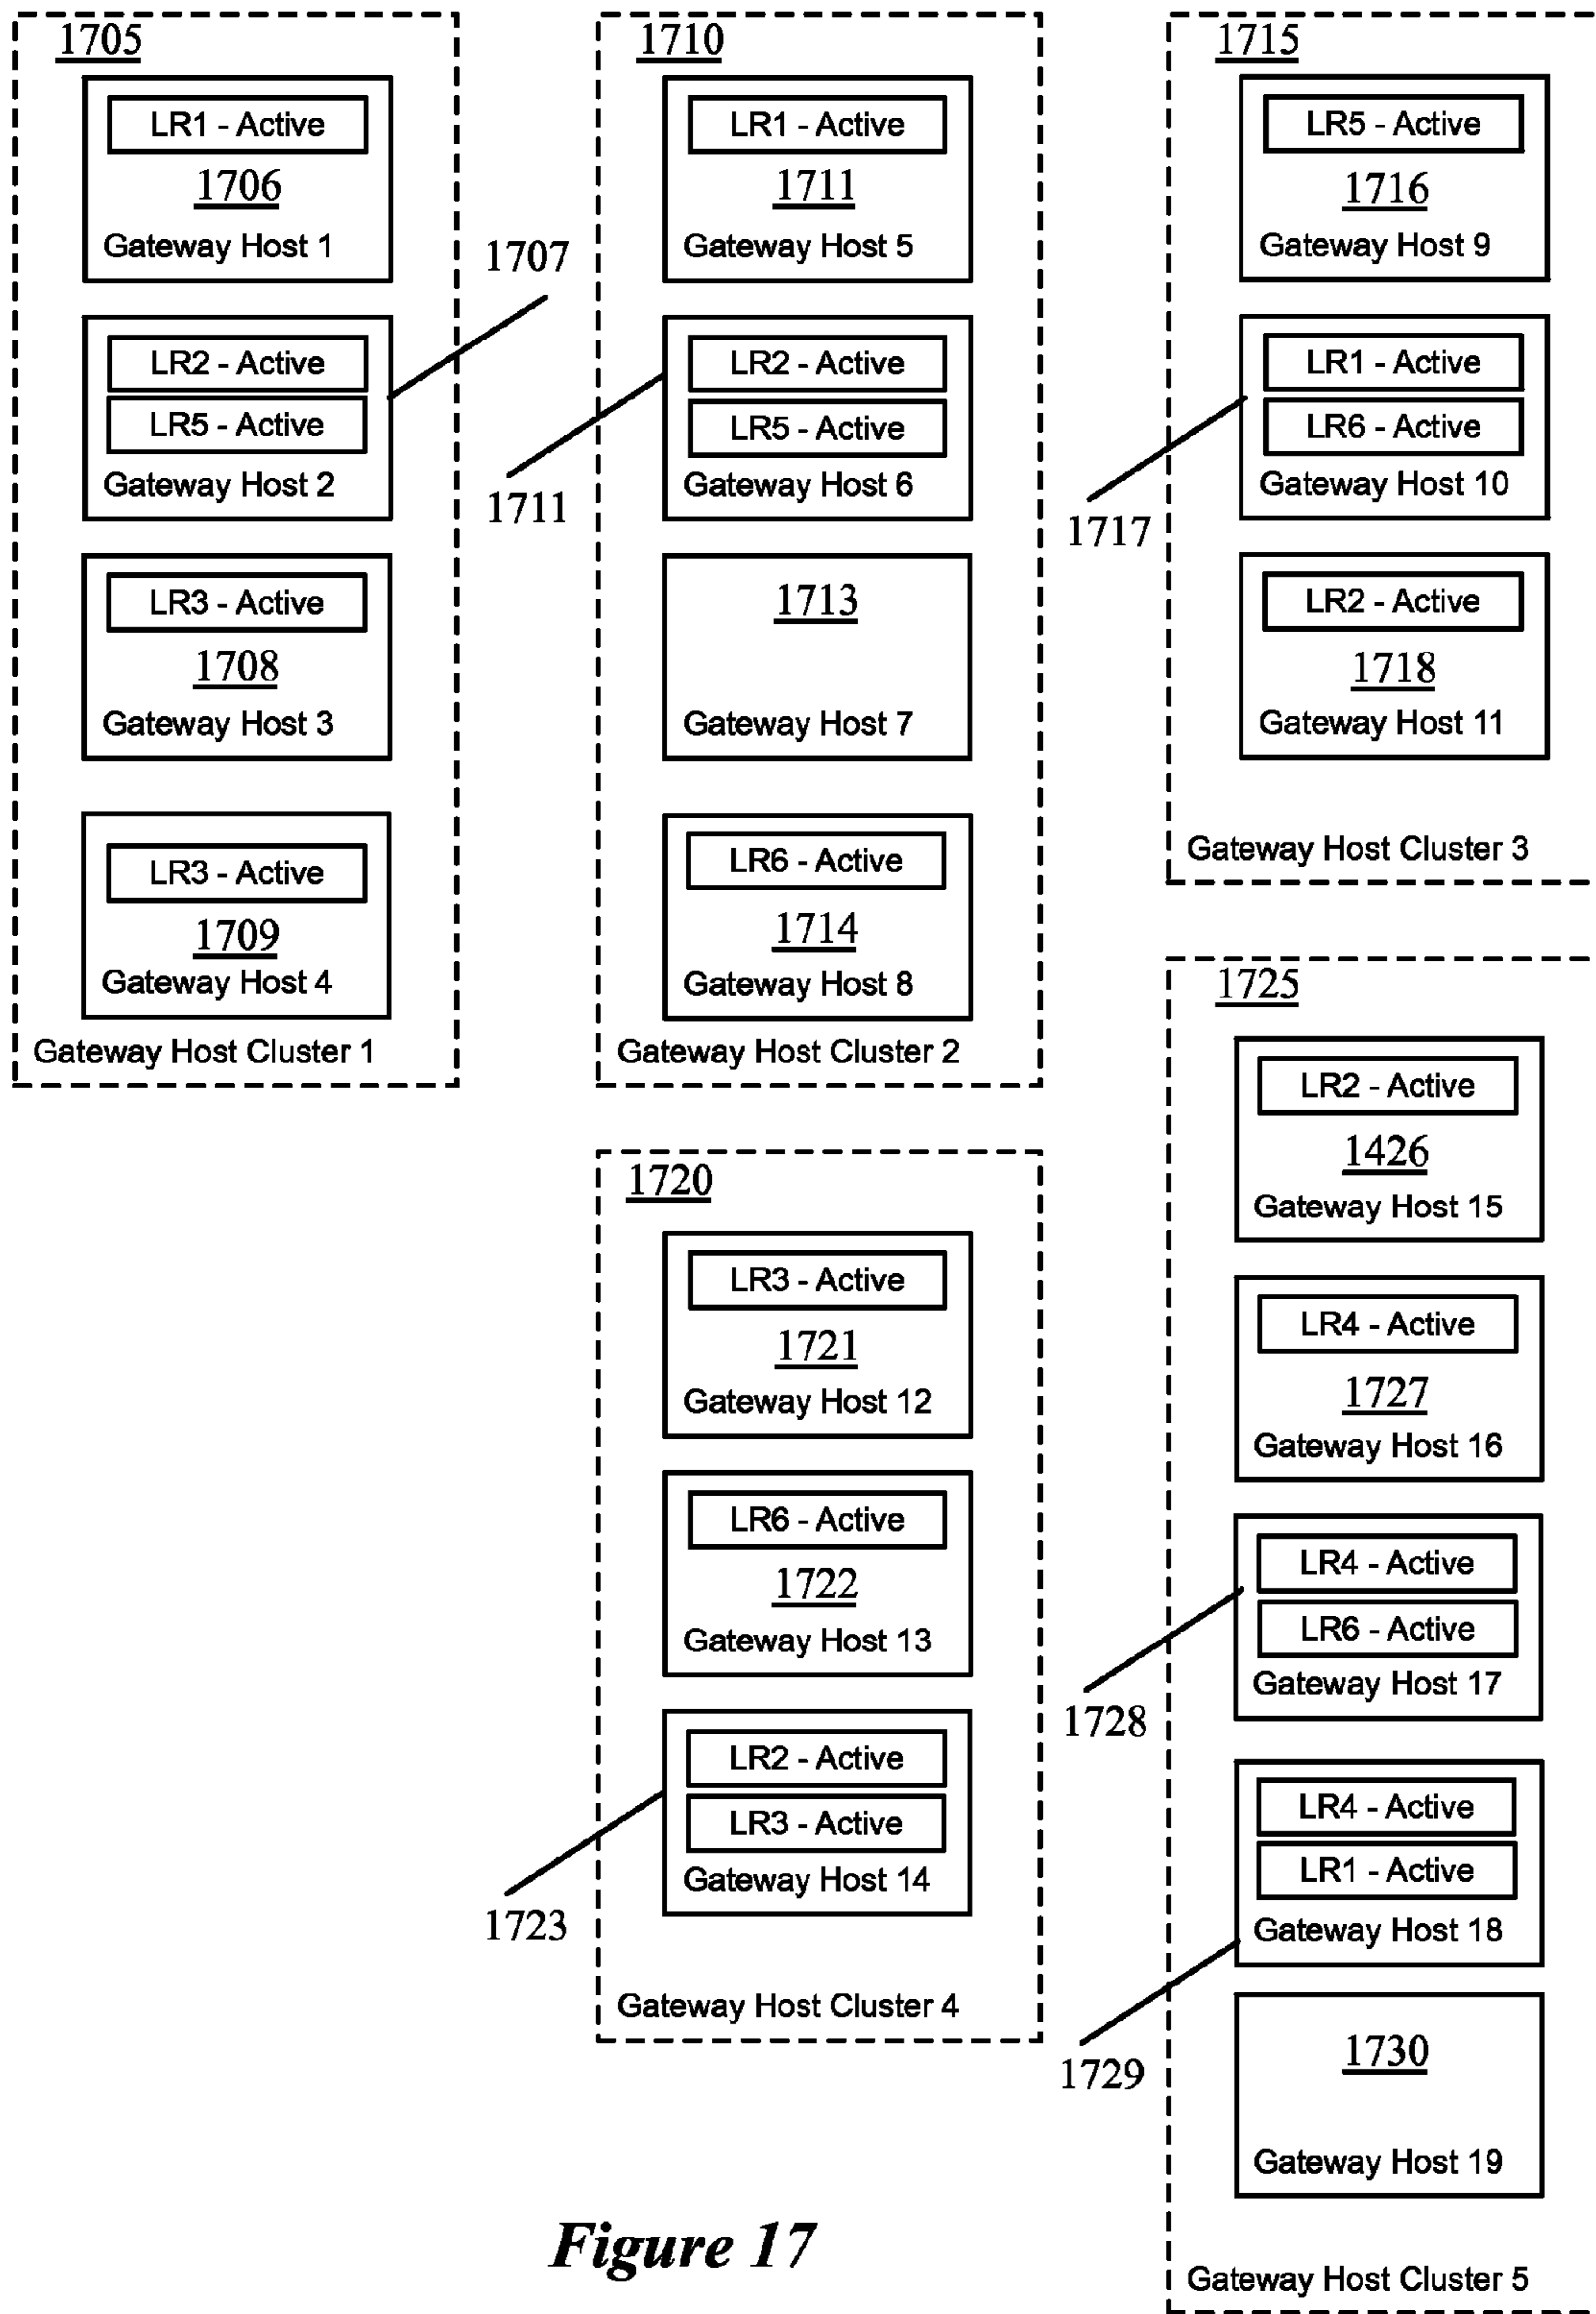 1705
LR1 - Active
1706
Gateway Host 1
LR2 - Active
LR5 - Active
Gateway Host 2
1707
LR3 - Active
1708
Gateway Host 3
LR3 - Active
1709
Gateway Host 4
Gateway Host Cluster 1
1710
LR1 - Active
1711
Gateway Host 5
LR2 - Active
LR5 - Active
Gateway Host 6
1711
1713
Gateway Host 7
LR6 - Active
1714
Gateway Host 8
Gateway Host Cluster 2
1715
LR5 - Active
1716
Gateway Host 9
LR1 - Active
LR6 - Active
Gateway Host 10
1717
LR2 - Active
1718
Gateway Host 11
Gateway Host Cluster 3
1720
LR3 - Active
1721
Gateway Host 12
LR6 - Active
1722
Gateway Host 13
LR2 - Active
LR3 - Active
Gateway Host 14
1723
Gateway Host Cluster 4
1725
LR2 - Active
1426
Gateway Host 15
LR4 - Active
1727
Gateway Host 16
LR4 - Active
LR6 - Active
Gateway Host 17
1728
LR4 - Active
LR1 - Active
Gateway Host 18
1729
1730
Gateway Host 19
Gateway Host Cluster 5
Figure 17